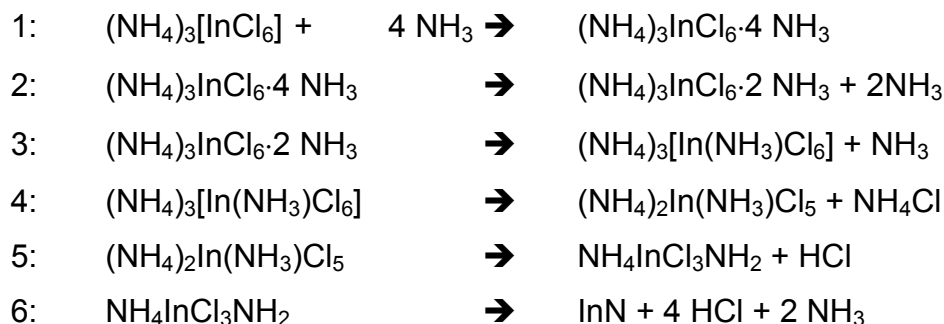 1: (NH₄)₃[InCl₆] + 4 NH₃ ➔ (NH₄)₃InCl₆·4 NH₃
2: (NH₄)₃InCl₆·4 NH₃ ➔ (NH₄)₃InCl₆·2 NH₃ + 2NH₃
3: (NH₄)₃InCl₆·2 NH₃ ➔ (NH₄)₃[In(NH₃)Cl₆] + NH₃
4: (NH₄)₃[In(NH₃)Cl₆] ➔ (NH₄)₂In(NH₃)Cl₅ + NH₄Cl
5: (NH₄)₂In(NH₃)Cl₅ ➔ NH₄InCl₃NH₂ + HCl
6: NH₄InCl₃NH₂ ➔ InN + 4 HCl + 2 NH₃